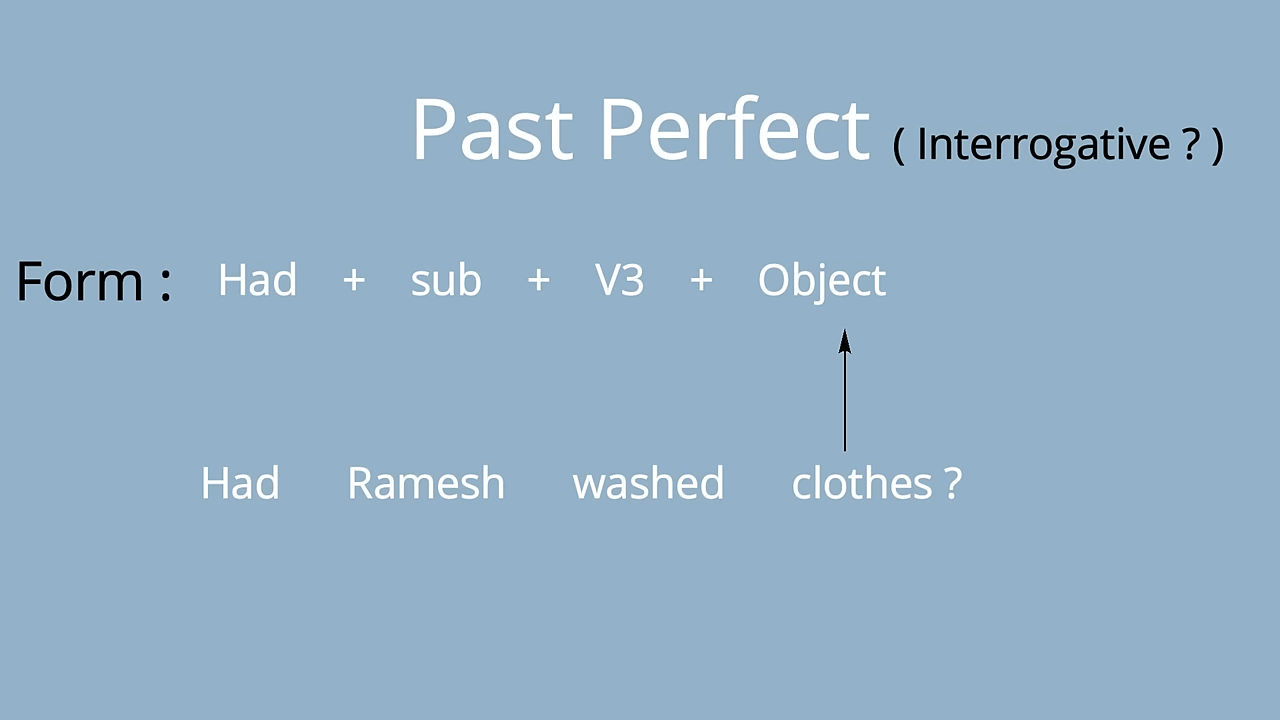 Past Perfect ( Interrogative ? )
Form : Had + sub + V3 + Object
Had Ramesh washed clothes ?